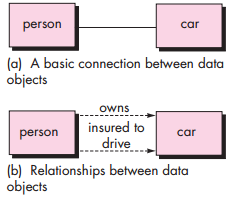 person car
(a) A basic connection between data
objects
owns
person insured to car
drive
(b) Relationships between data
objects